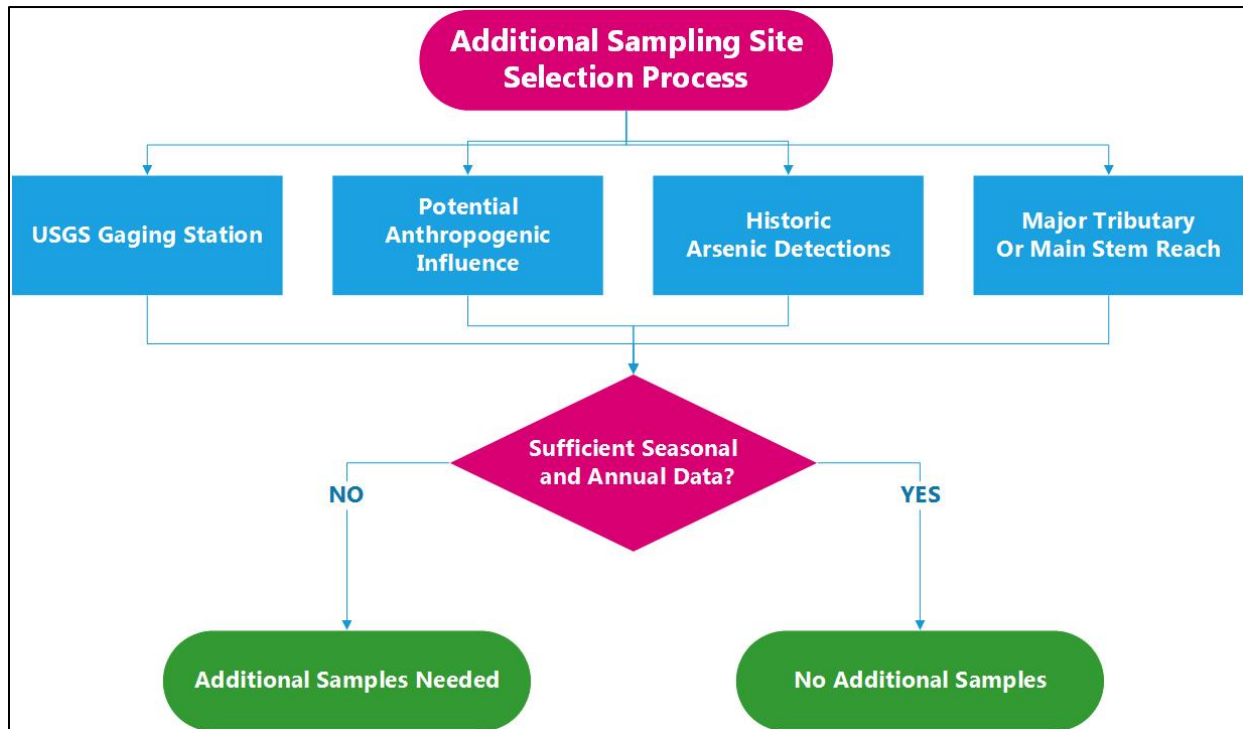 Additional Sampling Site
Selection Process
USGS Gaging Station
Potential
Anthropogenic
Influence
Historic
Arsenic Detections
Major Tributary
Or Main Stem Reach
Sufficient Seasonal
and Annual Data?
NO
YES
Additional Samples Needed
No Additional Samples